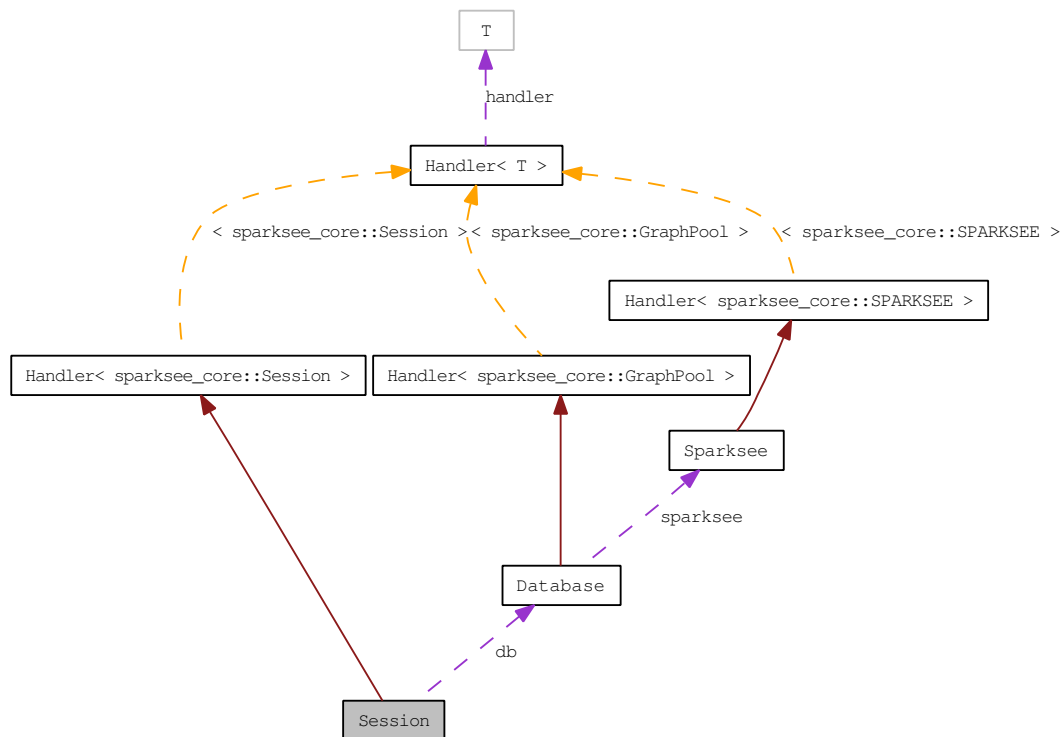 T
handler
Handler< T >
< sparksee_core::Session >
< sparksee_core::GraphPool >
< sparksee_core::SPARKSEE >
Handler< sparksee_core::SPARKSEE >
Handler< sparksee_core::Session >
Handler< sparksee_core::GraphPool >
Sparksee
sparksee
Database
db
Session